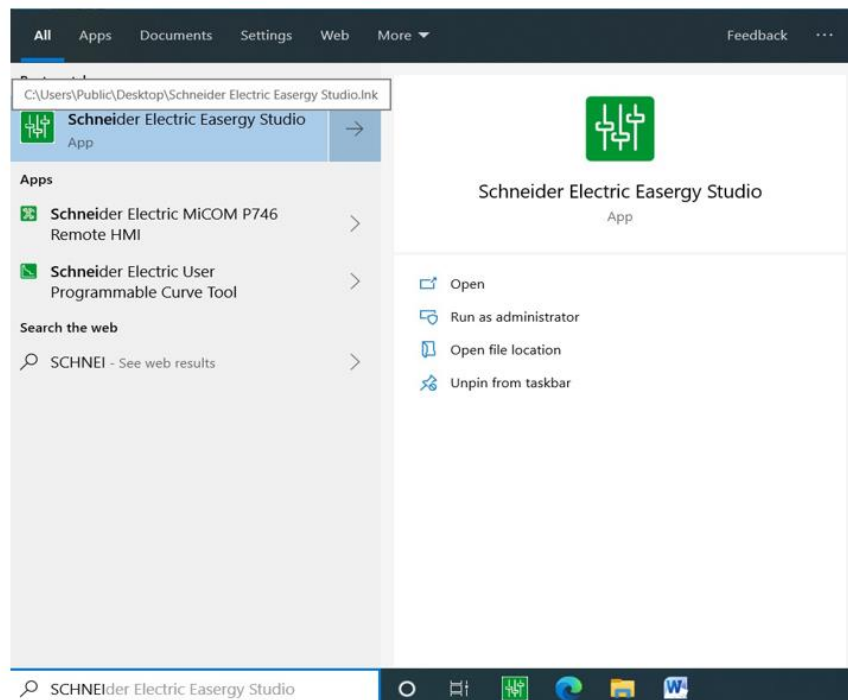 All Apps Documents Settings Web More Feedback ...
C:\Users\Public\Desktop\Schneider Electric Easergy Studio.lnk
Schneider Electric Easergy Studio
App
Apps
Schneider Electric MiCOM P746
Remote HMI
Schneider Electric User
Programmable Curve Tool
Search the web
SCHNEI - See web results
Schneider Electric Easergy Studio
App
Open
Run as administrator
Open file location
Unpin from taskbar
SCHNEIder Electric Easergy Studio
W